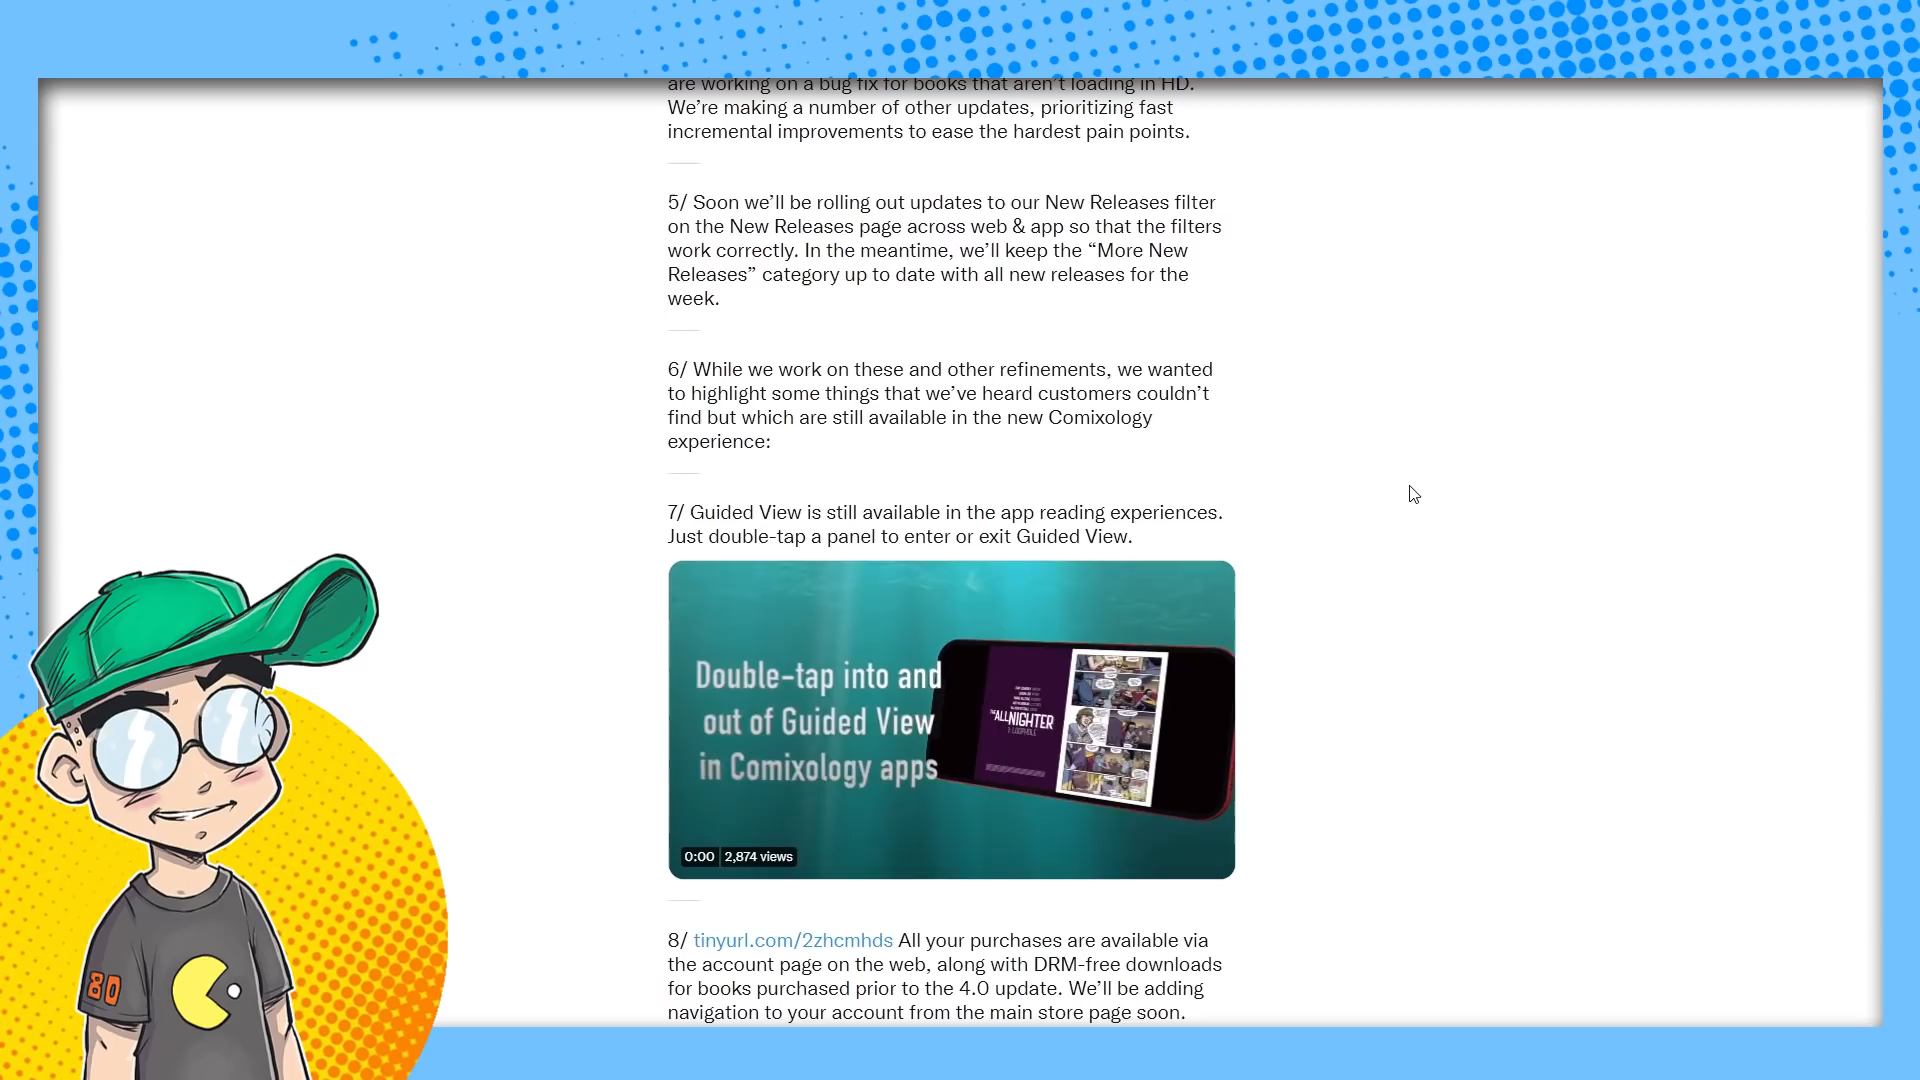 are working on a bug fix for books that aren't loading in HD.
We're making a number of other updates, prioritizing fast
incremental improvements to ease the hardest pain points.
5/ Soon we'll be rolling out updates to our New Releases filter
on the New Releases page across web & app so that the filters
work correctly. In the meantime, we'll keep the “More New
Releases” category up to date with all new releases for the
week.
6/ While we work on these and other refinements, we wanted
to highlight some things that we've heard customers couldn't
find but which are still available in the new Comixology
experience:
7/ Guided View is still available in the app reading experiences.
Just double-tap a panel to enter or exit Guided View.
Double-tap into and
out of Guided View
in Comixology apps
THE ALL NIGHTER
0:00 2,874 views
8/ tinyurl.com/2zhcmhds All your purchases are available via
the account page on the web, along with DRM-free downloads
for books purchased prior to the 4.0 update. We'll be adding
navigation to your account from the main store page soon.
80